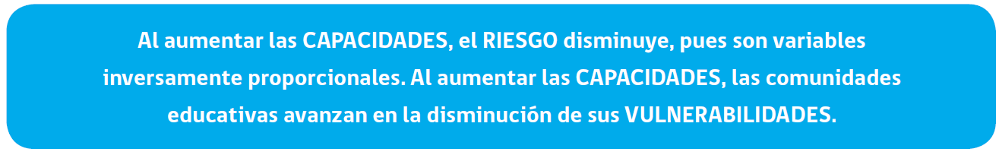 Al aumentar las CAPACIDADES, el RIESGO disminuye, pues son variables
inversamente proporcionales. Al aumentar las CAPACIDADES, las comunidades
educativas avanzan en la disminución de sus VULNERABILIDADES.